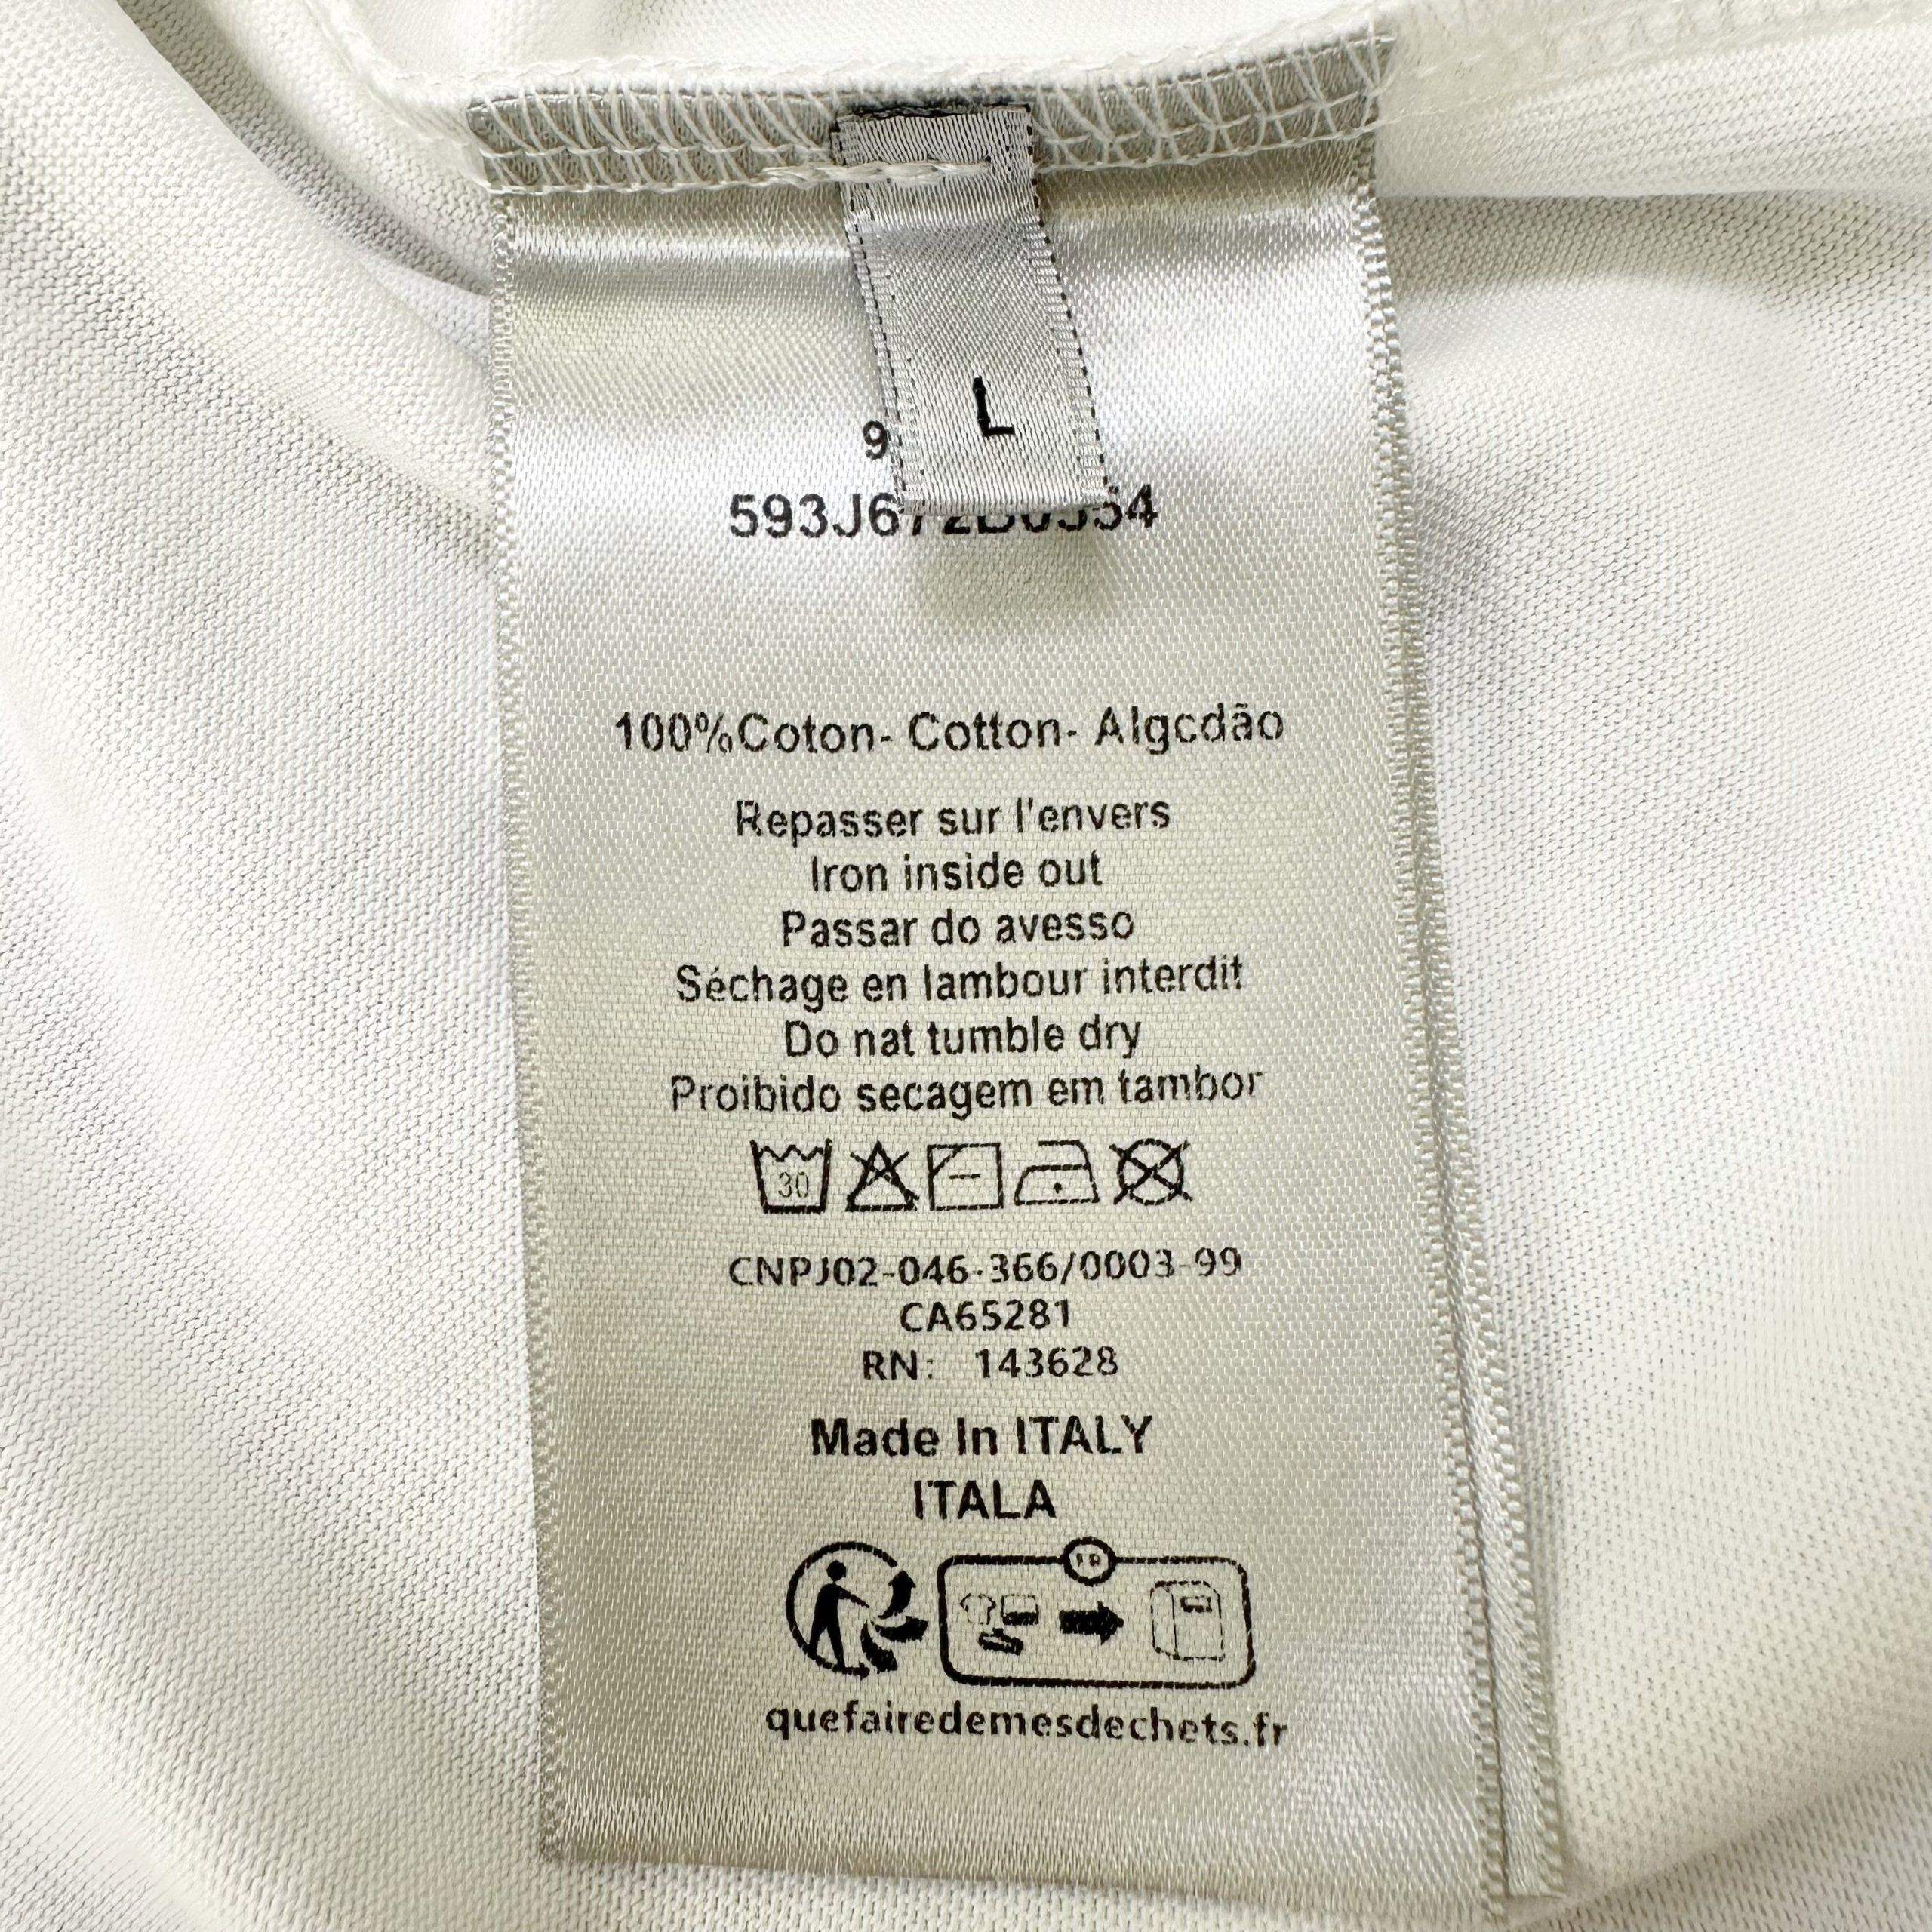 L
9
100%Coton- Cotton- Algcdão
Repasser sur l'envers
Iron inside out
Passar do avesso
Séchage en lambour interdit
Do nat tumble dry
Proibido secagem em tambor
30
CNPJ02-046-366/0003-99
CA65281
RN: 143628
Made In ITALY
ITALA
FR
quefairedemesdechets.fr